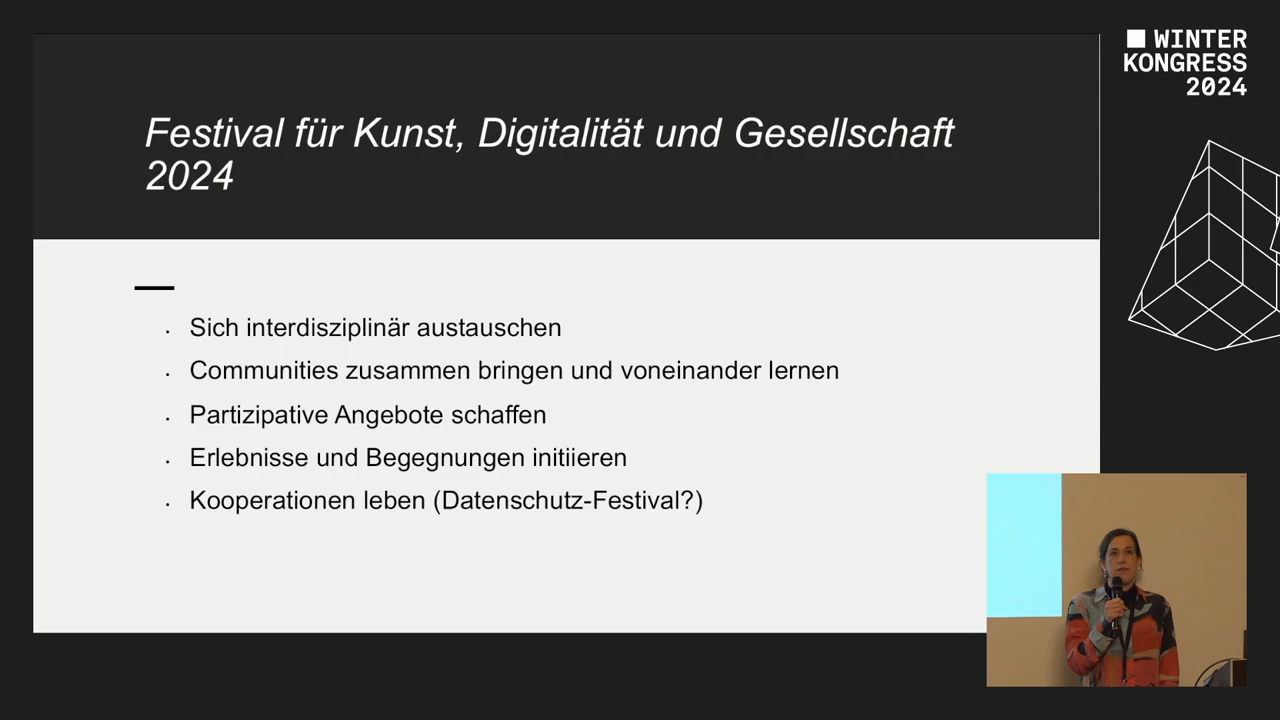 Festival für Kunst, Digitalität und Gesellschaft
2024
Sich interdisziplinär austauschen
Communities zusammen bringen und voneinander lernen
Partizipative Angebote schaffen
Erlebnisse und Begegnungen initiieren
Kooperationen leben (Datenschutz-Festival?)
WINTER
KONGRESS
2024